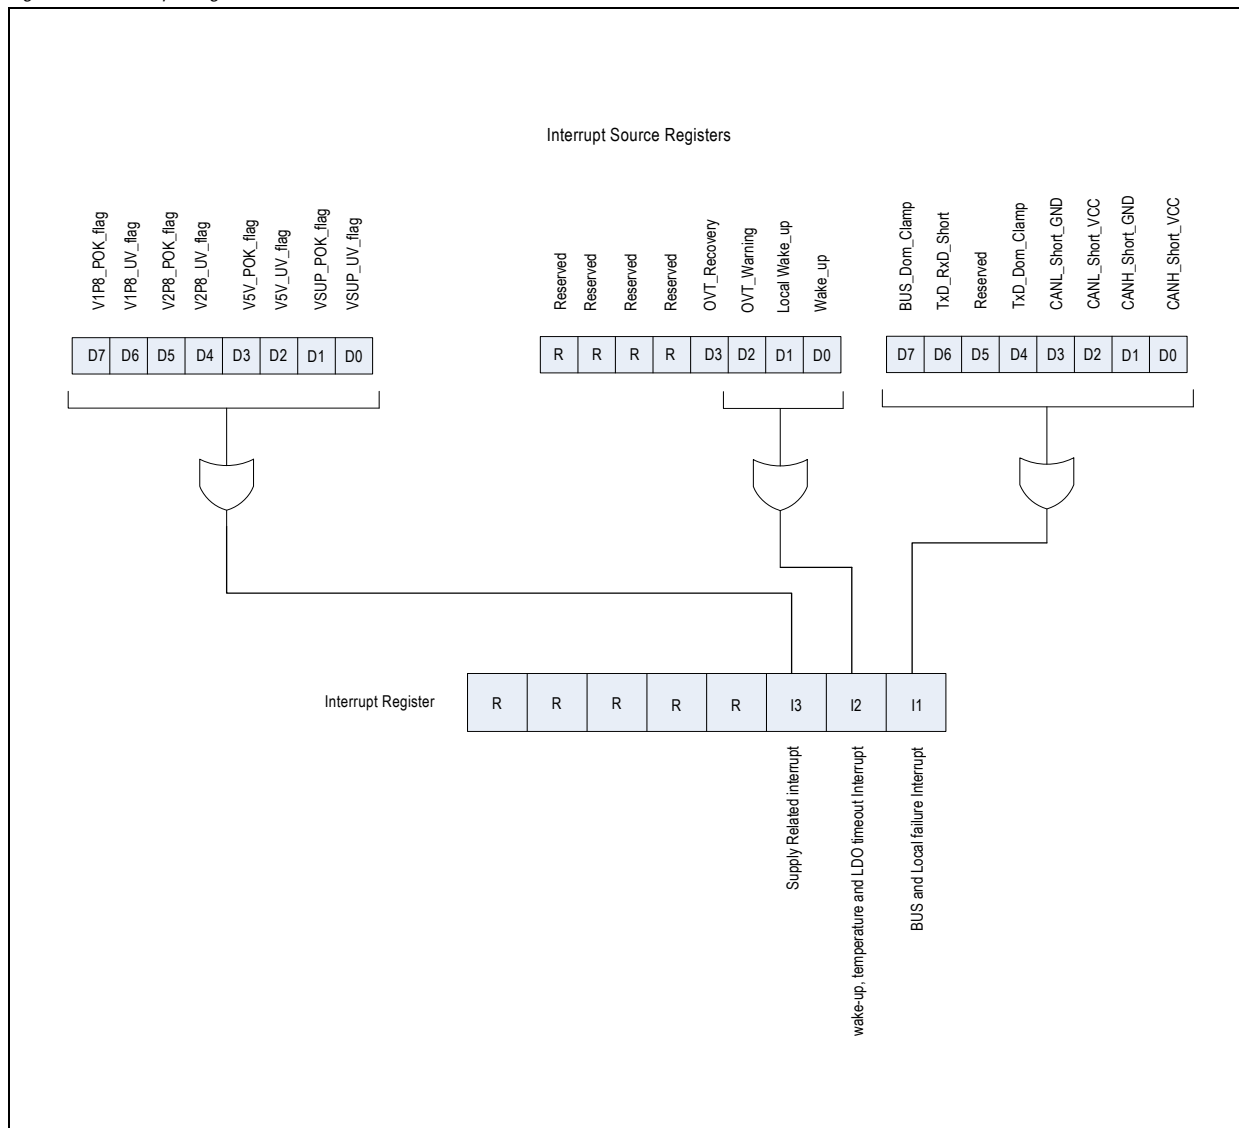 Interrupt Source Registers
V1P8_POK_flag
V1P8_UV_flag
V2P8_POK_flag
V2P8_UV_flag
V5V_POK_flag
V5V_UV_flag
VSUP_POK_flag
VSUP_UV_flag
Reserved
Reserved
Reserved
Reserved
OVT_Recovery
OVT_Warning
Local Wake_up
Wake_up
BUS_Dom_Clamp
TxD_RxD_Short
Reserved
TxD_Dom_Clamp
CANL_Short_GND
CANL_Short_VCC
CANH_Short_GND
CANH_Short_VCC
D7 D6 D5 D4 D3 D2 D1 D0
R R R R D3 D2 D1 D0
D7 D6 D5 D4 D3 D2 D1 D0
Interrupt Register
R R R R R I3 I2 I1
Supply Related interrupt
wake-up, temperature and LDO timeout Interrupt
BUS and Local failure Interrupt